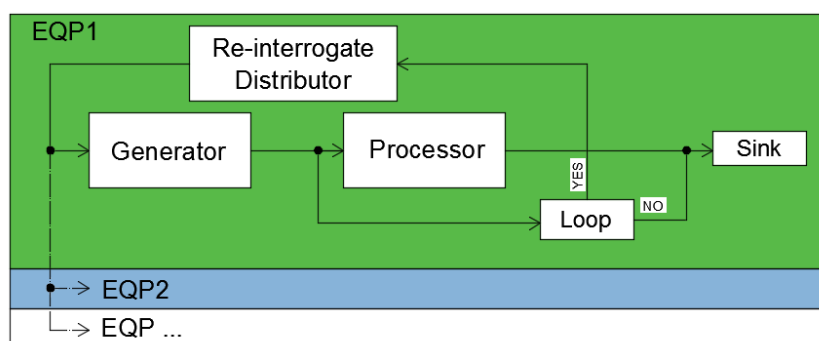 EQP1
Re-interrogate
Distributor
Generator
Processor
Sink
YES
Loop
NO
EQP2
EQP ...